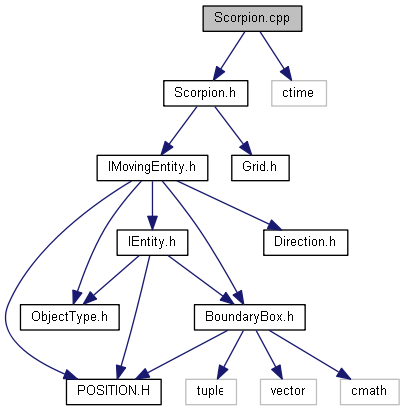 Scorpion.cpp
Scorpion.h
ctime
IMovingEntity.h
Grid.h
IEntity.h
Direction.h
ObjectType.h
BoundaryBox.h
POSITION.H
tuple
vector
cmath